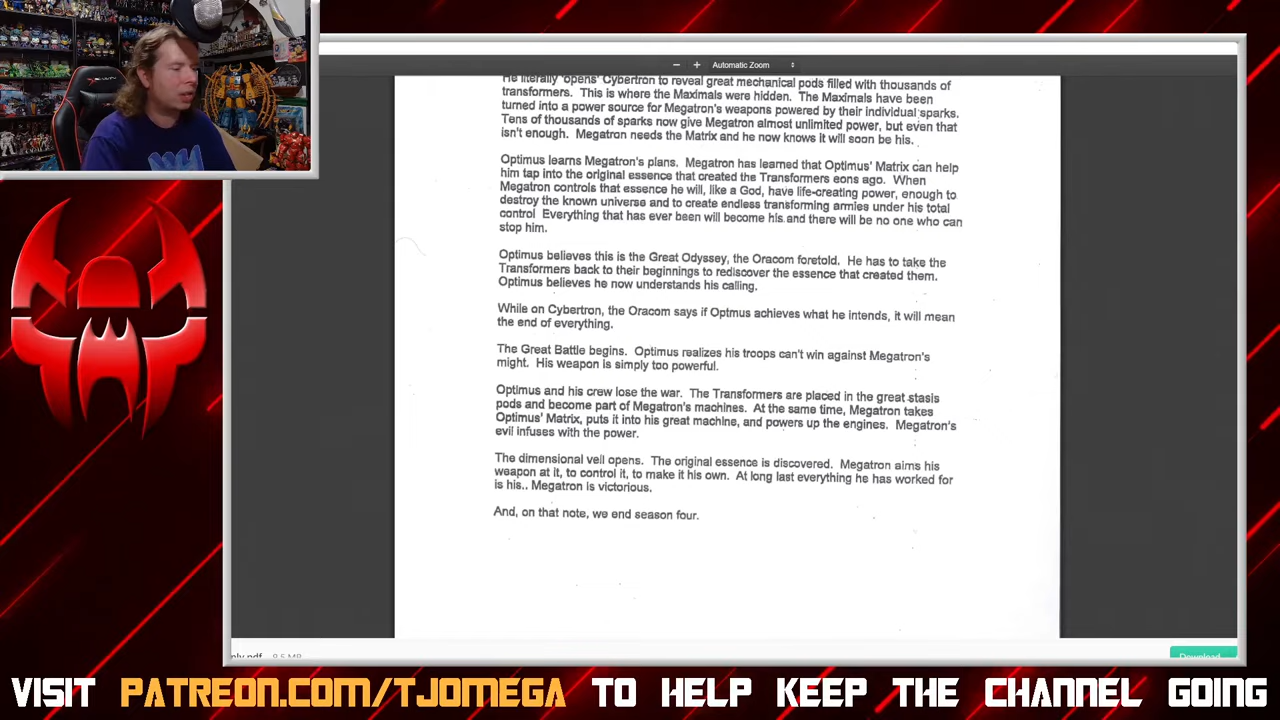 Automatic Zoom
He literally 'opens' Cybertron to reveal great mechanical pods filled with thousands of
transformers. This is where the Maximals were hidden. The Maximals have been
turned into a power source for Megatron's weapons powered by their individual sparks.
Tens of thousands of sparks now give Megatron almost unlimited power, but even that
isn't enough. Megatron needs the Matrix and he now knows it will soon be his.
Optimus learns Megatron's plans. Megatron has learned that Optimus' Matrix can help
him tap into the original essence that created the Transformers eons ago. When
Megatron controls that essence he will, like a God, have life-creating power, enough to
destroy the known universe and to create endless transforming armies under his total
control Everything that has ever been will become his and there will be no one who can
stop him.
Optimus believes this is the Great Odyssey, the Oracom foretold. He has to take the
Transformers back to their beginnings to rediscover the essence that created them.
Optimus believes he now understands his calling.
While on Cybertron, the Oracom says if Optmus achieves what he intends, it will mean
the end of everything.
The Great Battle begins. Optimus realizes his troops can't win against Megatron's
might. His weapon is simply too powerful.
Optimus and his crew lose the war. The Transformers are placed in the great stasis
pods and become part of Megatron's machines. At the same time, Megatron takes
Optimus' Matrix, puts it into his great machine, and powers up the engines. Megatron's
evil infuses with the power.
The dimensional veil opens. The original essence is discovered. Megatron aims his
weapon at it, to control it, to make it his own. At long last everything he has worked for
is his.. Megatron is victorious.
And, on that note, we end season four.
9.5 MB
Download
VISIT PATREON.COM/TJOMEGA TO HELP KEEP THE CHANNEL GOING